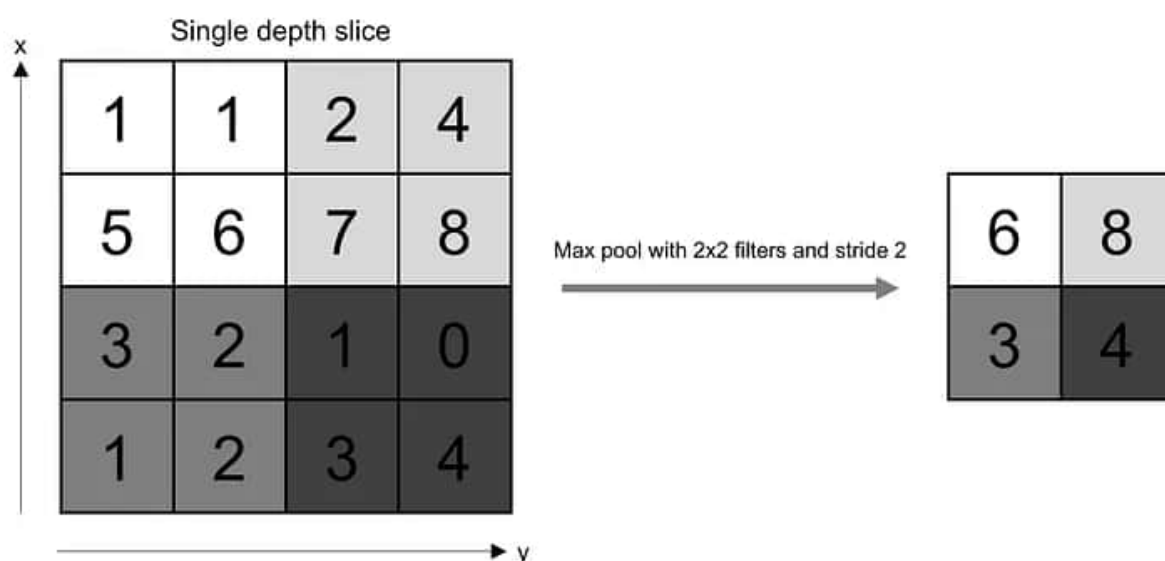 Single depth slice
x
1 1 2 4
5 6 7 8
3 2 1 0
1 2 3 4
y
Max pool with 2x2 filters and stride 2
6 8
3 4